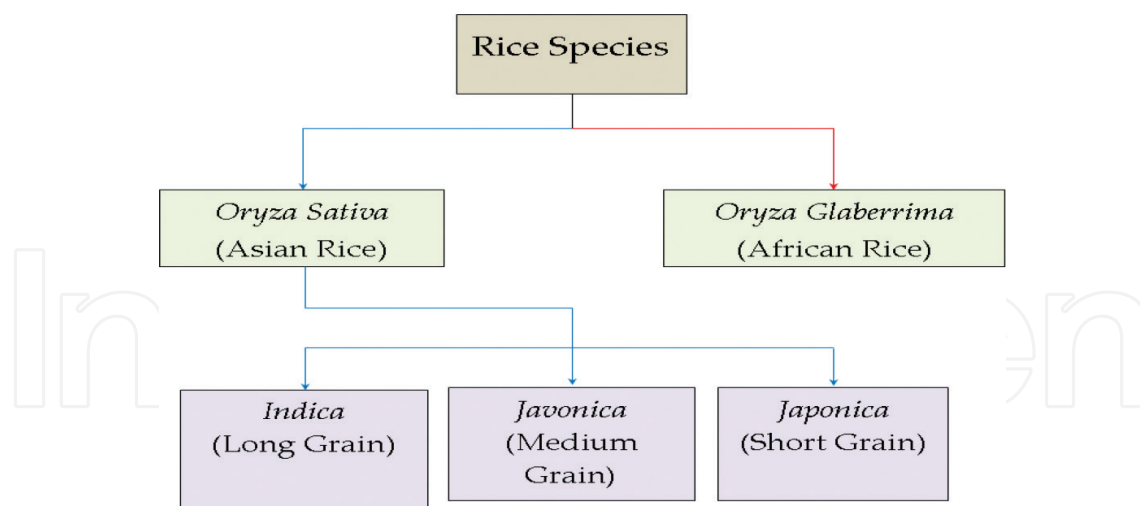 Rice Species
Oryza Sativa
(Asian Rice)
Oryza Glaberrima
(African Rice)
Indica
(Long Grain)
Javonica
(Medium
Grain)
Japonica
(Short Grain)